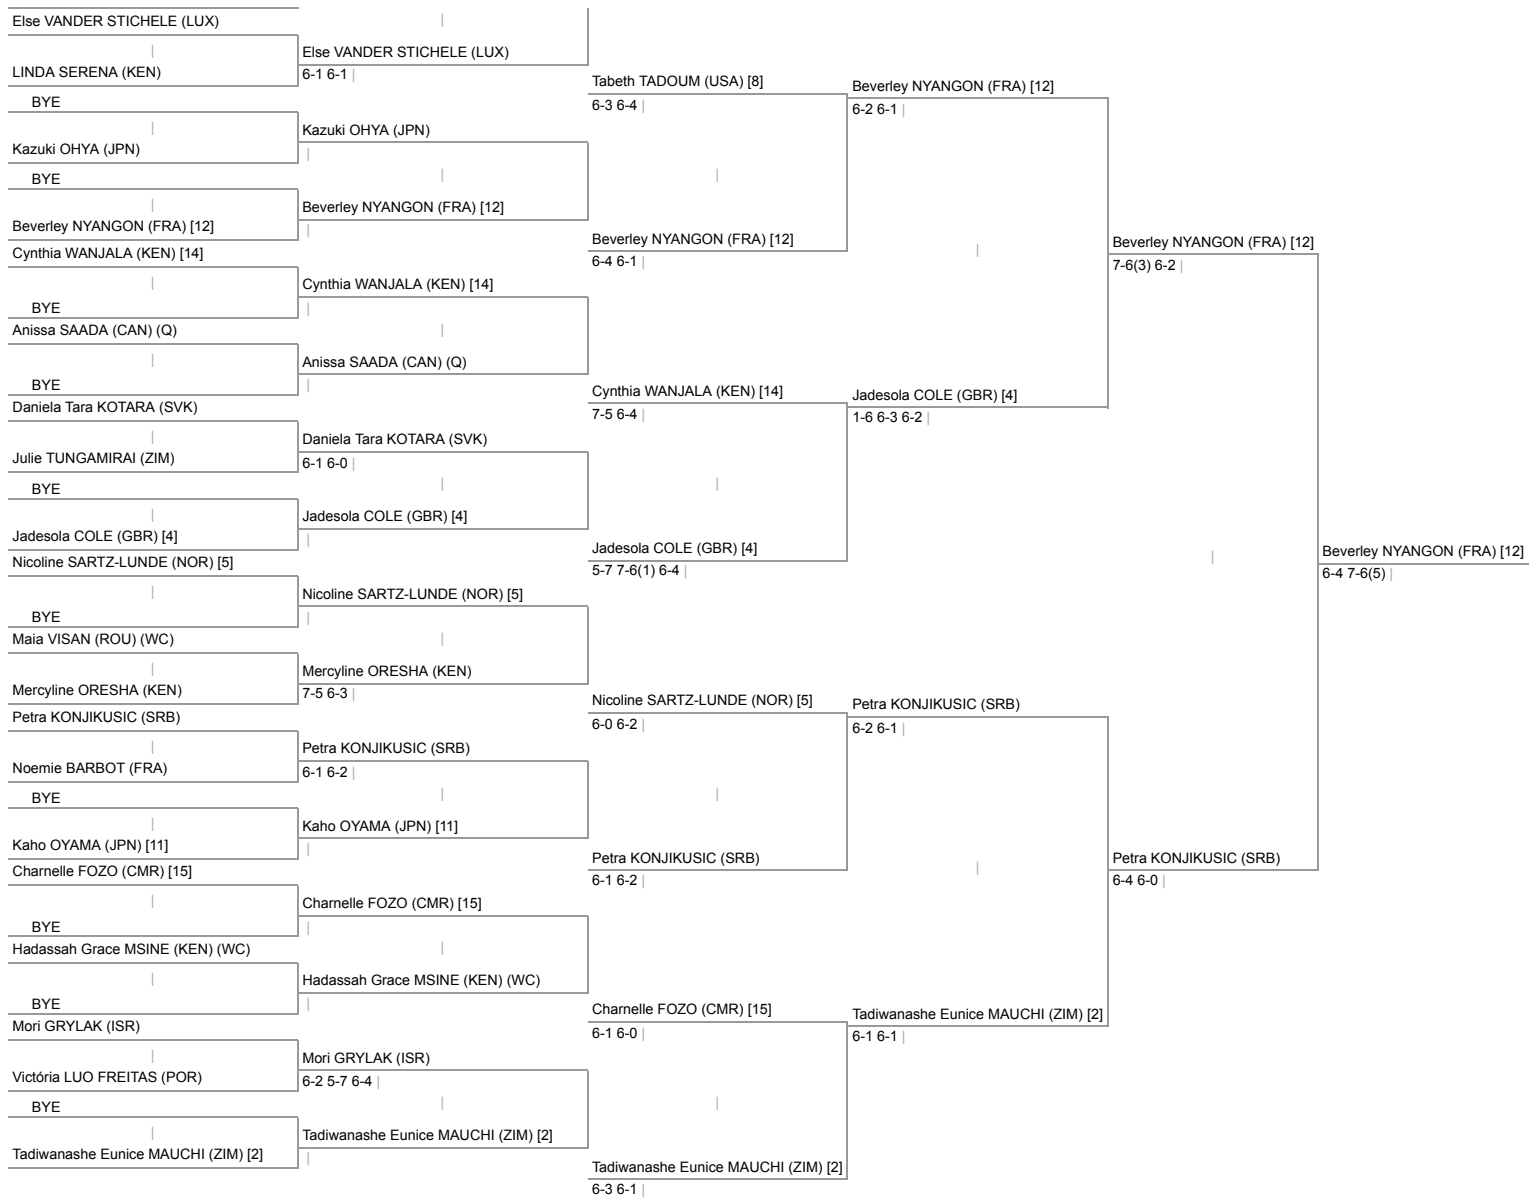 Else VANDER STICHELE (LUX)
LINDA SERENA (KEN)
BYE
Kazuki OHYA (JPN)
BYE
Beverley NYANGON (FRA) [12]
Cynthia WANJALA (KEN) [14]
BYE
Anissa SAADA (CAN) (Q)
BYE
Daniela Tara KOTARA (SVK)
Julie TUNGAMIRAI (ZIM)
BYE
Jadesola COLE (GBR) [4]
Nicoline SARTZ-LUNDE (NOR) [5]
BYE
Maia VISAN (ROU) (WC)
Mercyline ORESHA (KEN)
Petra KONJIKUSIC (SRB)
Noemie BARBOT (FRA)
BYE
Kaho OYAMA (JPN) [11]
Charnelle FOZO (CMR) [15]
BYE
Hadassah Grace MSINE (KEN) (WC)
BYE
Mori GRYLAK (ISR)
Victória LUO FREITAS (POR)
BYE
Tadiwanashe Eunice MAUCHI (ZIM) [2]
Else VANDER STICHELE (LUX)
6-1 6-1
Kazuki OHYA (JPN)
Beverley NYANGON (FRA) [12]
Cynthia WANJALA (KEN) [14]
Anissa SAADA (CAN) (Q)
Daniela Tara KOTARA (SVK)
6-1 6-0
Jadesola COLE (GBR) [4]
Nicoline SARTZ-LUNDE (NOR) [5]
Mercyline ORESHA (KEN)
7-5 6-3
Petra KONJIKUSIC (SRB)
6-1 6-2
Kaho OYAMA (JPN) [11]
Charnelle FOZO (CMR) [15]
Hadassah Grace MSINE (KEN) (WC)
Mori GRYLAK (ISR)
6-2 5-7 6-4
Tadiwanashe Eunice MAUCHI (ZIM) [2]
Tabeth TADOUM (USA) [8]
6-3 6-4
Beverley NYANGON (FRA) [12]
6-4 6-1
Cynthia WANJALA (KEN) [14]
7-5 6-4
Jadesola COLE (GBR) [4]
5-7 7-6(1) 6-4
Nicoline SARTZ-LUNDE (NOR) [5]
6-0 6-2
Petra KONJIKUSIC (SRB)
6-1 6-2
Charnelle FOZO (CMR) [15]
6-1 6-0
Tadiwanashe Eunice MAUCHI (ZIM) [2]
6-3 6-1
Beverley NYANGON (FRA) [12]
6-2 6-1
Jadesola COLE (GBR) [4]
1-6 6-3 6-2
Petra KONJIKUSIC (SRB)
6-2 6-1
Tadiwanashe Eunice MAUCHI (ZIM) [2]
6-1 6-1
Beverley NYANGON (FRA) [12]
7-6(3) 6-2
Petra KONJIKUSIC (SRB)
6-4 6-0
Beverley NYANGON (FRA) [12]
6-4 7-6(5)